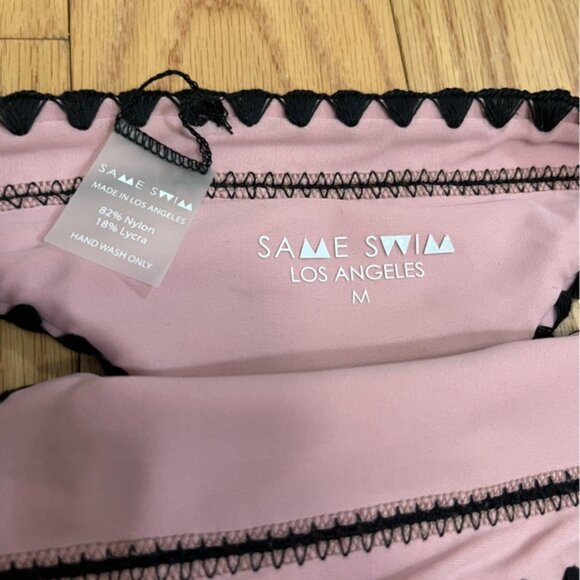 SAME SWIM
MADE IN LOS ANGELES
82% Nylon
18% Lycra
HAND WASH ONLY
SAME SWIM
LOS ANGELES
M